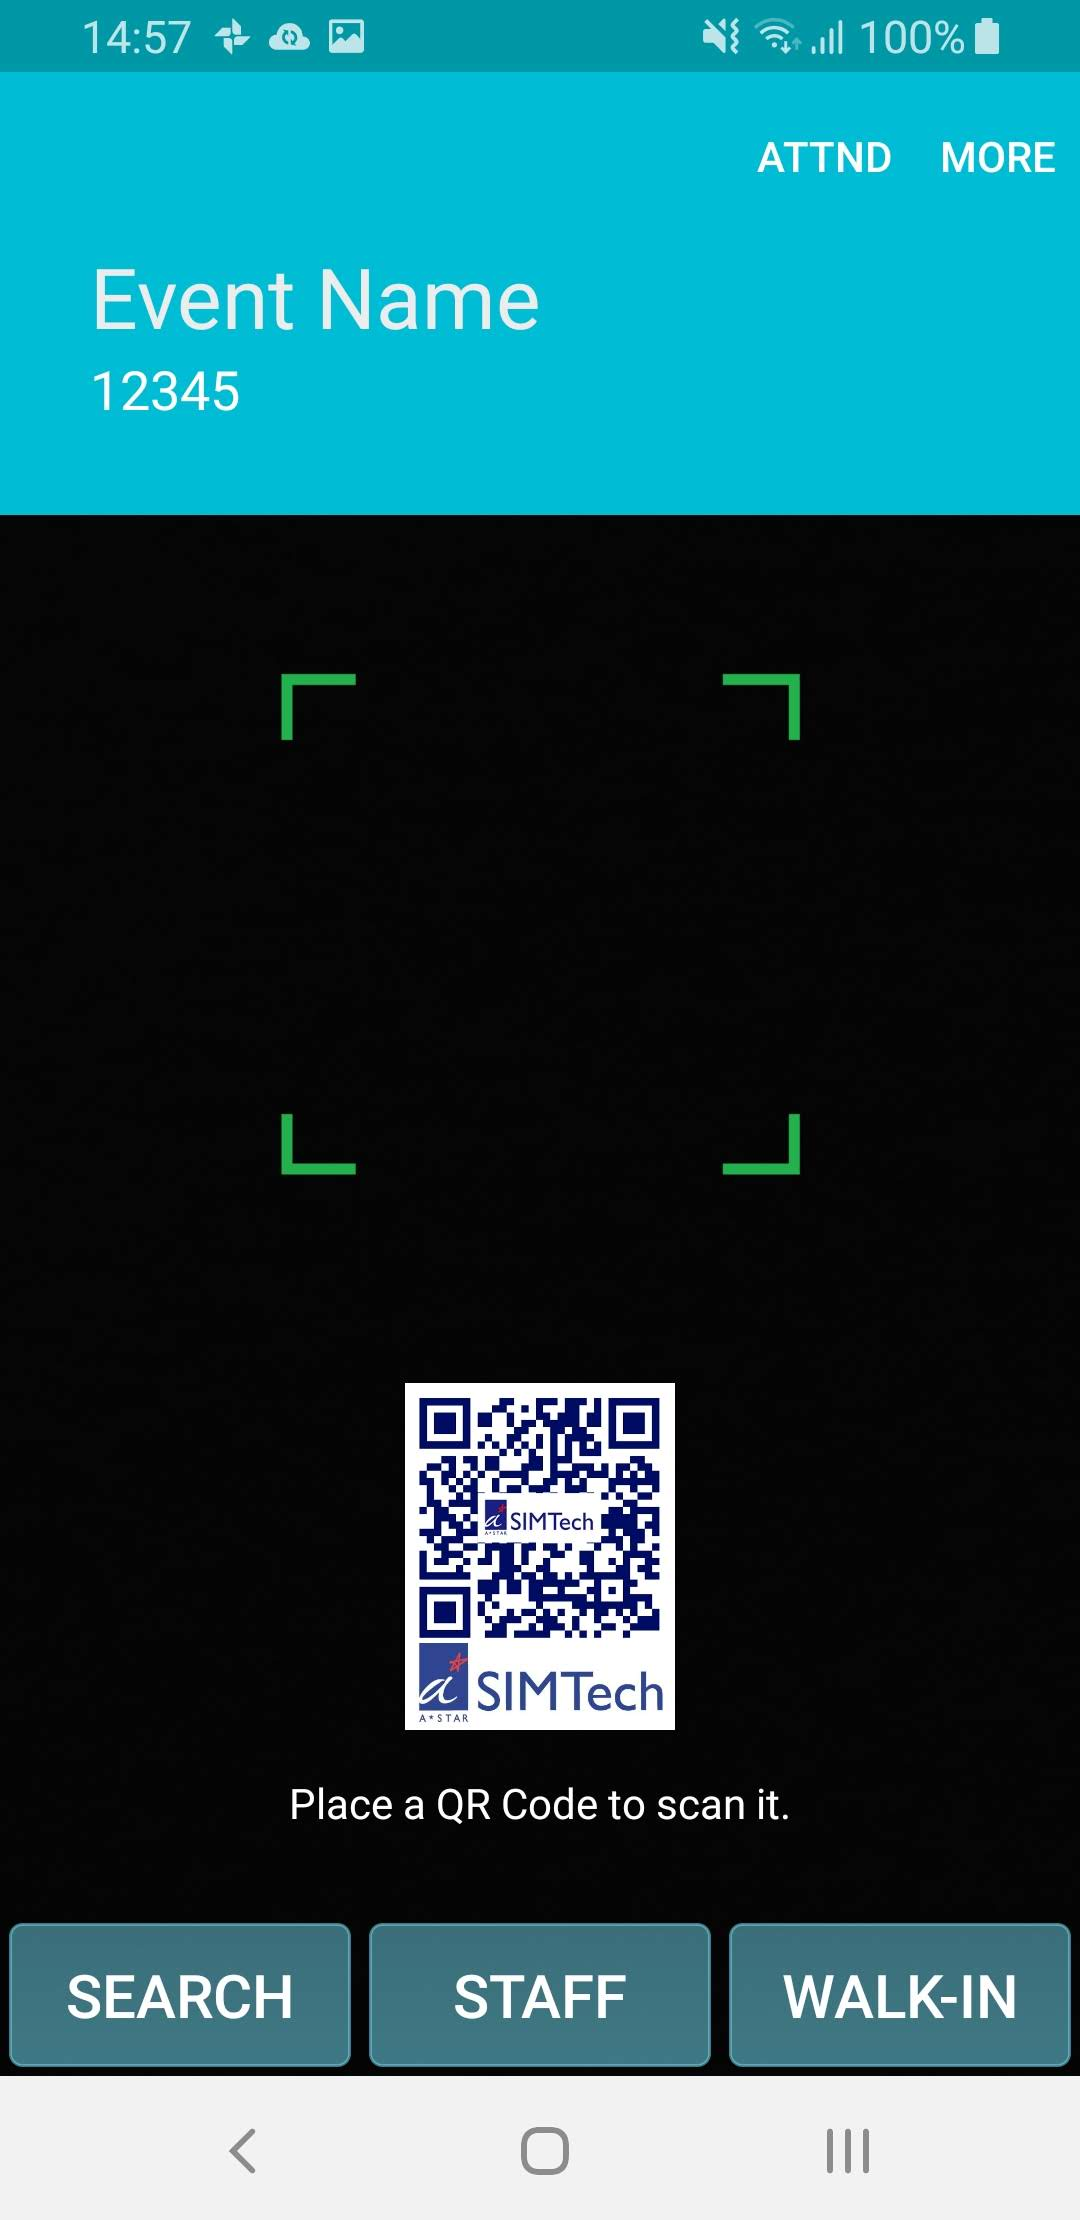 14:57 100%
ATTND MORE
Event Name
12345
SIMTech
A★STAR
SIMTech
A★STAR
Place a QR Code to scan it.
SEARCH STAFF WALK-IN